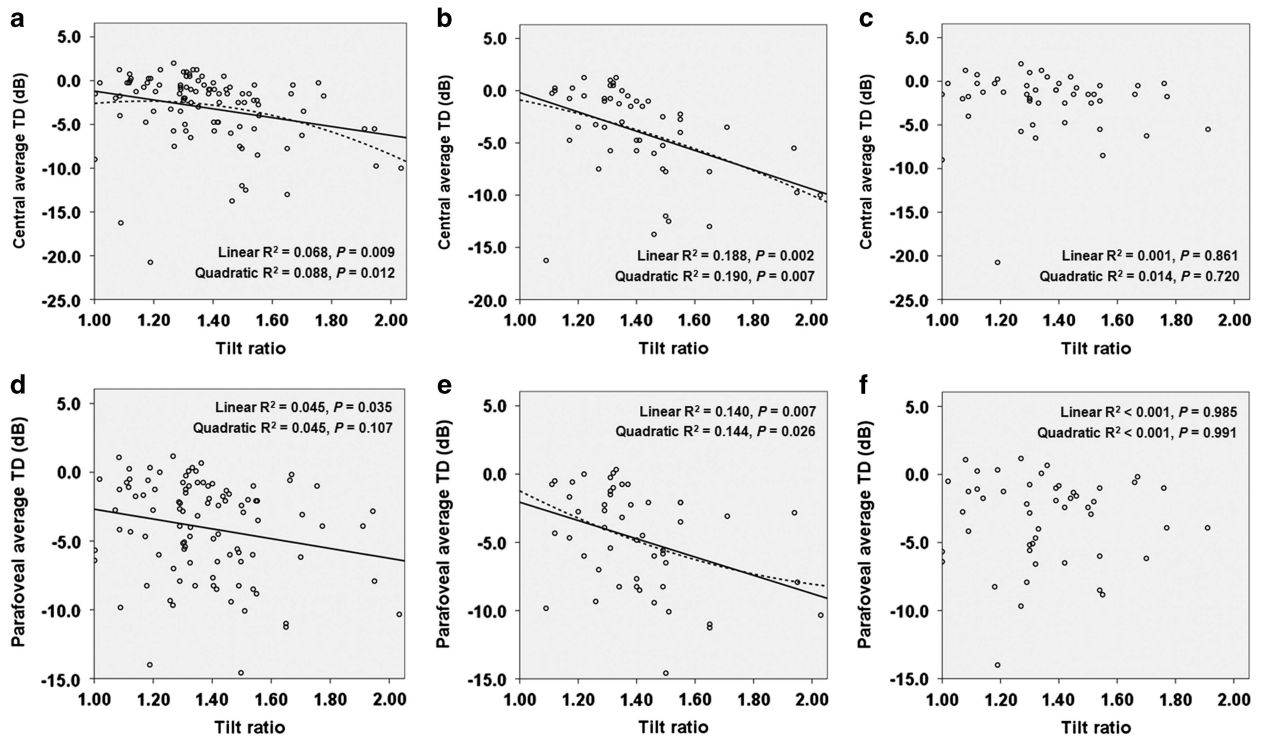 a
Central average TD (dB)
5.0
0.0
-5.0
-10.0
-15.0
-20.0
-25.0
Linear R² = 0.068, P = 0.009
Quadratic R² = 0.088, P = 0.012
1.00 1.20 1.40 1.60 1.80 2.00
Tilt ratio
b
Central average TD (dB)
5.0
0.0
-5.0
-10.0
-15.0
-20.0
Linear R² = 0.188, P = 0.002
Quadratic R² = 0.190, P = 0.007
1.00 1.20 1.40 1.60 1.80 2.00
Tilt ratio
c
Central average TD (dB)
5.0
0.0
-5.0
-10.0
-15.0
-20.0
-25.0
Linear R² = 0.001, P = 0.861
Quadratic R² = 0.014, P = 0.720
1.00 1.20 1.40 1.60 1.80 2.00
Tilt ratio
d
Parafoveal average TD (dB)
Linear R² = 0.045, P = 0.035
Quadratic R² = 0.045, P = 0.107
5.0
0.0
-5.0
-10.0
-15.0
1.00 1.20 1.40 1.60 1.80 2.00
Tilt ratio
e
Parafoveal average TD (dB)
Linear R² = 0.140, P = 0.007
Quadratic R² = 0.144, P = 0.026
5.0
0.0
-5.0
-10.0
-15.0
1.00 1.20 1.40 1.60 1.80 2.00
Tilt ratio
f
Parafoveal average TD (dB)
Linear R² < 0.001, P = 0.985
Quadratic R² < 0.001, P = 0.991
5.0
0.0
-5.0
-10.0
-15.0
1.00 1.20 1.40 1.60 1.80 2.00
Tilt ratio